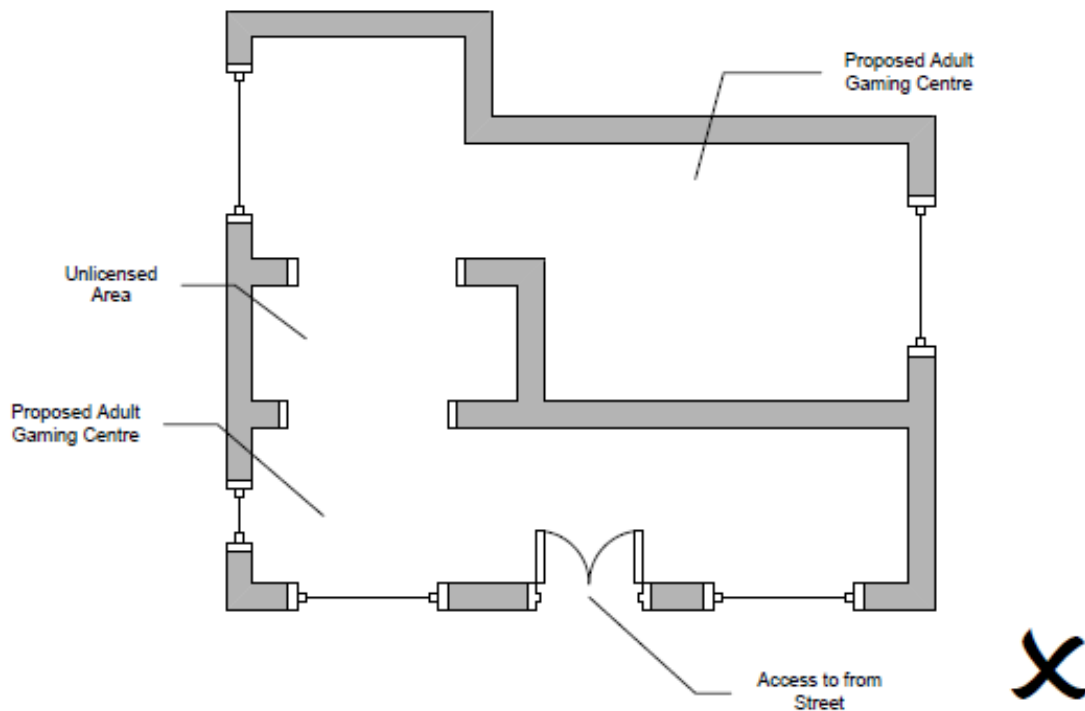 Proposed Adult
Gaming Centre
Unlicensed
Area
Proposed Adult
Gaming Centre
Access to from
Street